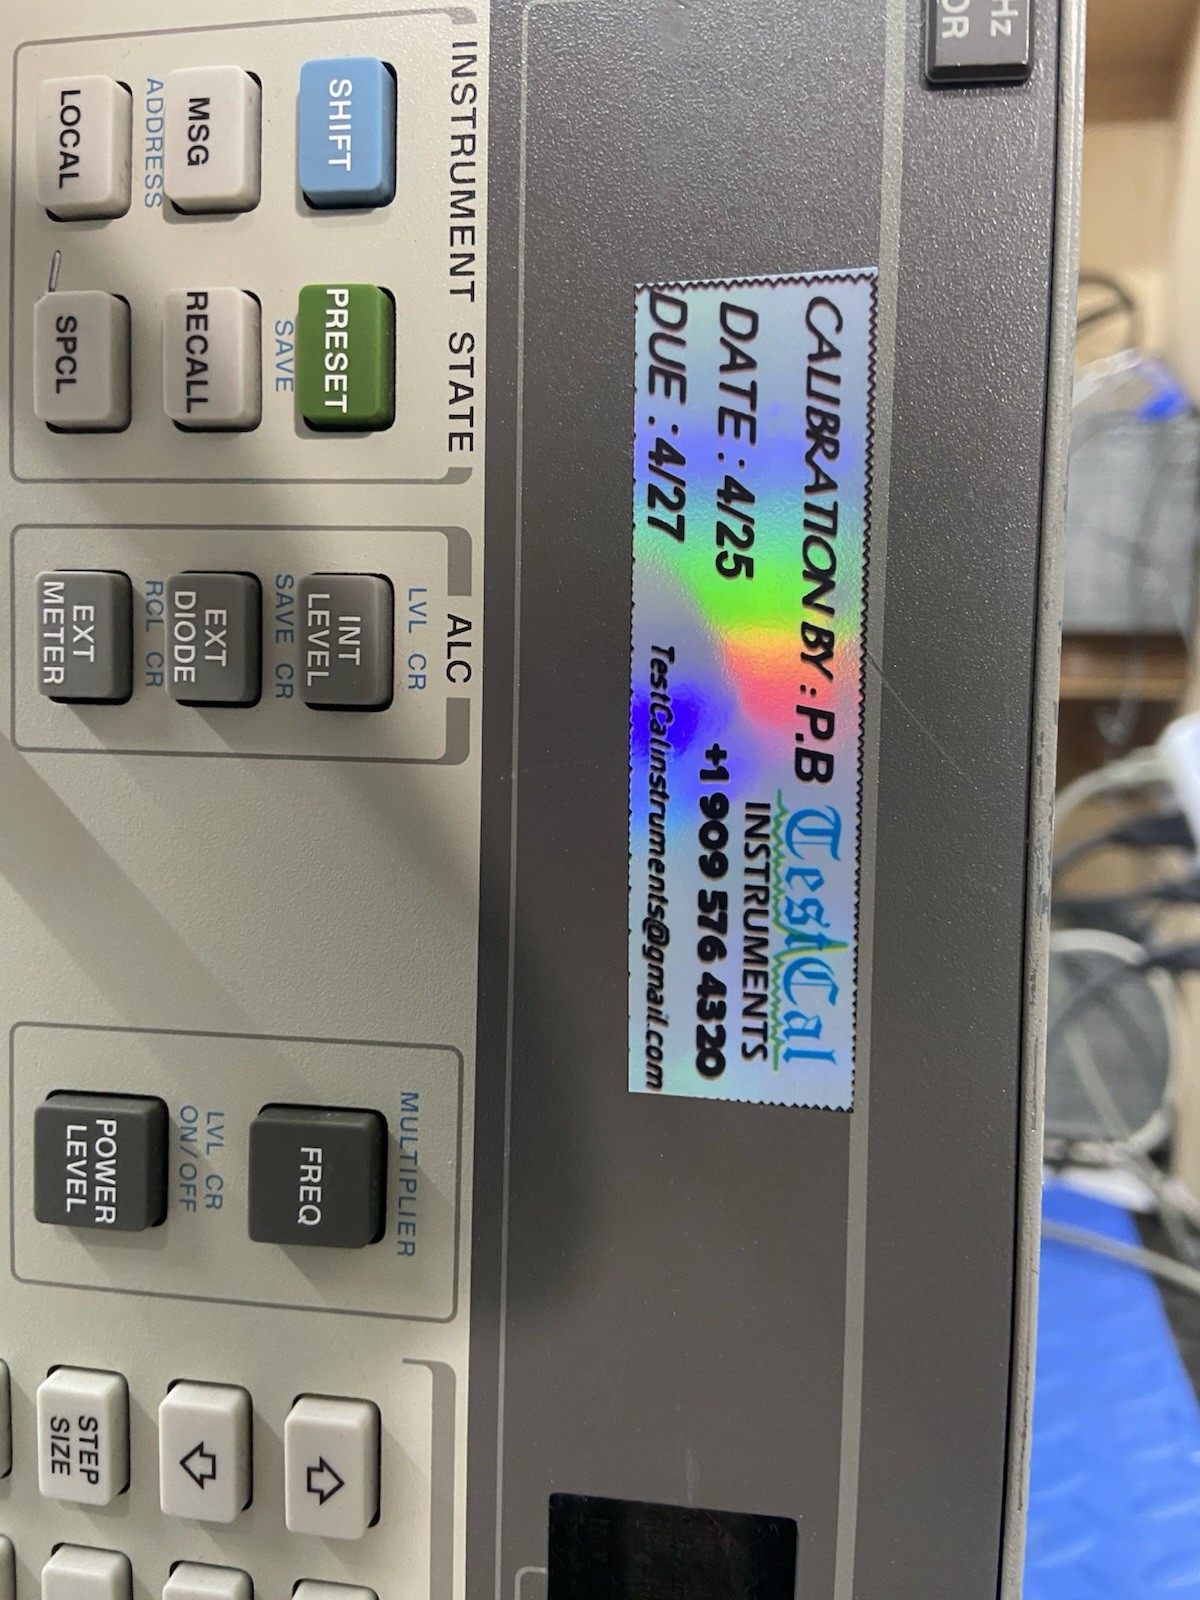 Hz
OR
INSTRUMENT STATE
SHIFT
PRESET
SAVE
MSG
RECALL
ADDRESS
LOCAL
SPCL
CALIBRATION BY : P.B
DATE : 4/25
DUE : 4/27
TestCal
INSTRUMENTS
+1 909 576 4320
TestCalinstruments@gmail.com
ALC
LVL CR
INT
LEVEL
SAVE CR
EXT
DIODE
RCL CR
EXT
METER
MULTIPLIER
FREQ
LVL CR
ON/OFF
POWER
LEVEL
STEP
SIZE